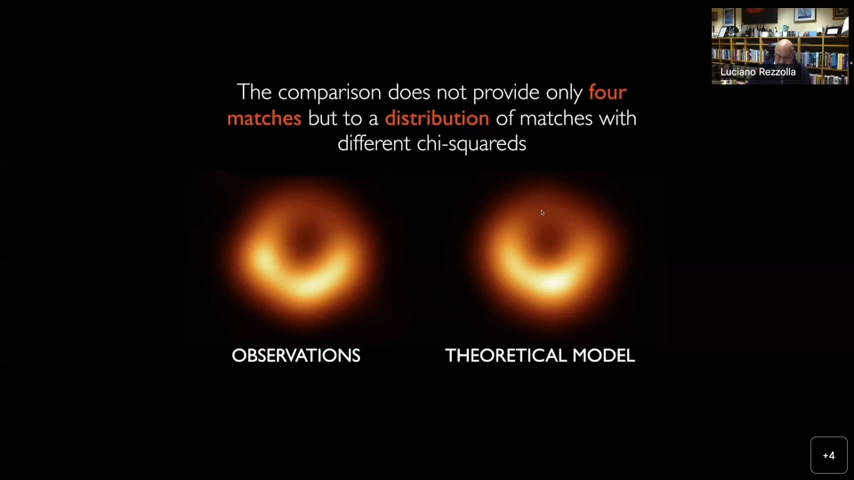 Luciano Rezzolla
The comparison does not provide only four
matches but to a distribution of matches with
different chi-squareds
OBSERVATIONS
THEORETICAL MODEL
+4